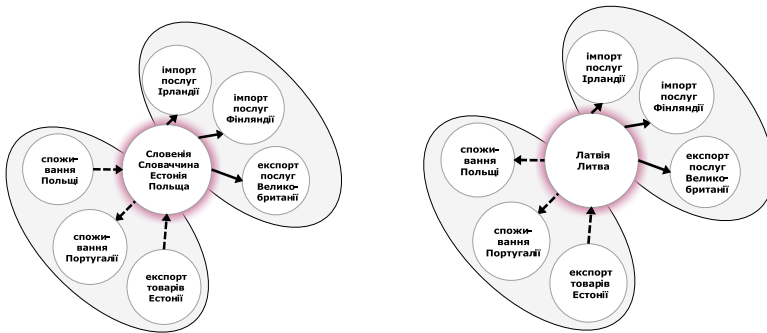 імпорт
послуг
Ірландії
імпорт
послуг
Фінляндії
Словенія
Словаччина
Естонія
Польща
експорт
послуг
Велико-
британії
спожи-
вання
Польщі
спожи-
вання
Португалії
експорт
товарів
Естонії
імпорт
послуг
Ірландії
імпорт
послуг
Фінляндії
Латвія
Литва
експорт
послуг
Велико-
британії
спожи-
вання
Польщі
спожи-
вання
Португалії
експорт
товарів
Естонії